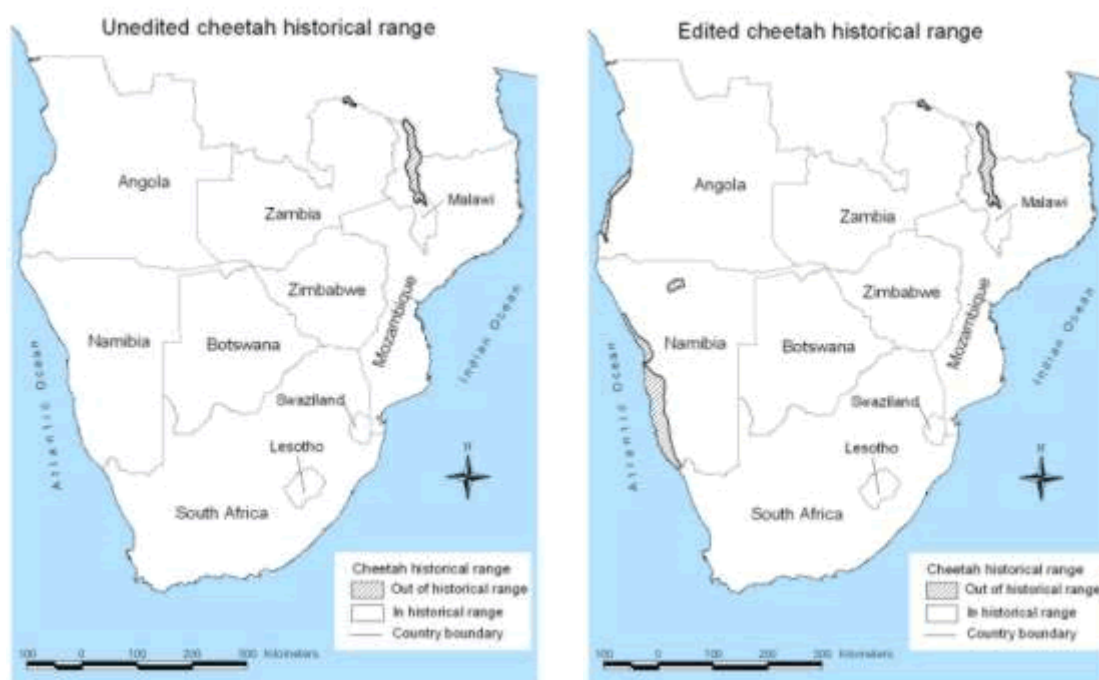 Unedited cheetah historical range
Angola
Zambia
Malawi
Zimbabwe
Mozambique
Namibia
Botswana
Swaziland
Lesotho
South Africa
Atlantic Ocean
Indian Ocean
N
Cheetah historical range
Out of historical range
In historical range
Country boundary
100 0 100 300 Kilometers
Edited cheetah historical range
Angola
Zambia
Malawi
Zimbabwe
Mozambique
Namibia
Botswana
Swaziland
Lesotho
South Africa
Atlantic Ocean
Indian Ocean
N
Cheetah historical range
Out of historical range
In historical range
Country boundary
100 0 100 200 300 Kilometers